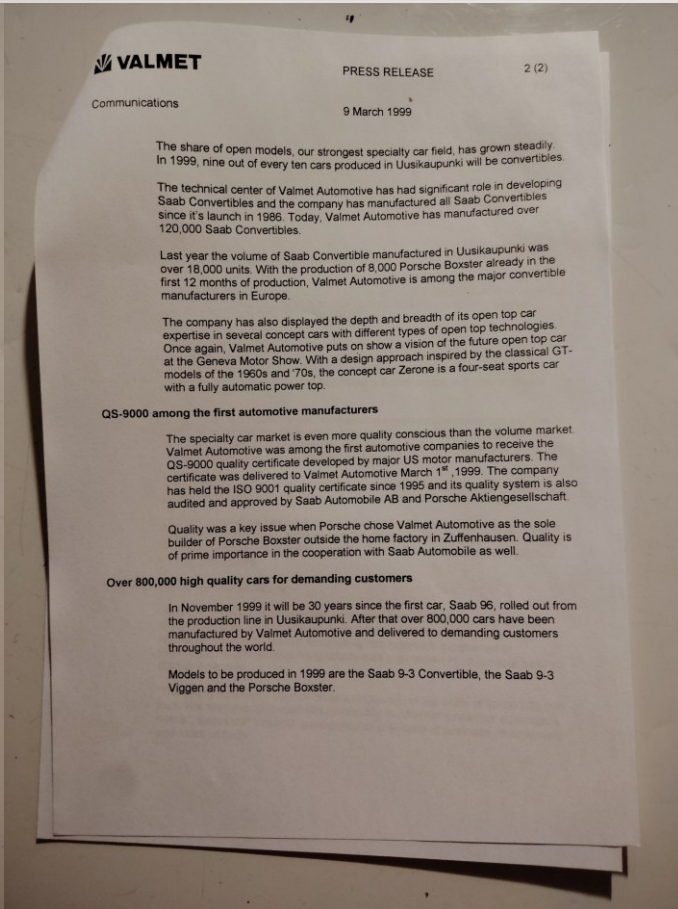 VALMET
PRESS RELEASE
2 (2)
Communications
9 March 1999
The share of open models, our strongest specialty car field, has grown steadily.
In 1999, nine out of every ten cars produced in Uusikaupunki will be convertibles.
The technical center of Valmet Automotive has had significant role in developing
Saab Convertibles and the company has manufactured all Saab Convertibles
since it's launch in 1986. Today, Valmet Automotive has manufactured over
120,000 Saab Convertibles.
Last year the volume of Saab Convertible manufactured in Uusikaupunki was
over 18,000 units. With the production of 8,000 Porsche Boxster already in the
first 12 months of production, Valmet Automotive is among the major convertible
manufacturers in Europe.
The company has also displayed the depth and breadth of its open top car
expertise in several concept cars with different types of open top technologies.
Once again, Valmet Automotive puts on show a vision of the future open top car
at the Geneva Motor Show. With a design approach inspired by the classical GT-
models of the 1960s and '70s, the concept car Zerone is a four-seat sports car
with a fully automatic power top.
QS-9000 among the first automotive manufacturers
The specialty car market is even more quality conscious than the volume market.
Valmet Automotive was among the first automotive companies to receive the
QS-9000 quality certificate developed by major US motor manufacturers. The
certificate was delivered to Valmet Automotive March 1st ,1999. The company
has held the ISO 9001 quality certificate since 1995 and its quality system is also
audited and approved by Saab Automobile AB and Porsche Aktiengesellschaft.
Quality was a key issue when Porsche chose Valmet Automotive as the sole
builder of Porsche Boxster outside the home factory in Zuffenhausen. Quality is
of prime importance in the cooperation with Saab Automobile as well.
Over 800,000 high quality cars for demanding customers
In November 1999 it will be 30 years since the first car, Saab 96, rolled out from
the production line in Uusikaupunki. After that over 800,000 cars have been
manufactured by Valmet Automotive and delivered to demanding customers
throughout the world.
Models to be produced in 1999 are the Saab 9-3 Convertible, the Saab 9-3
Viggen and the Porsche Boxster.